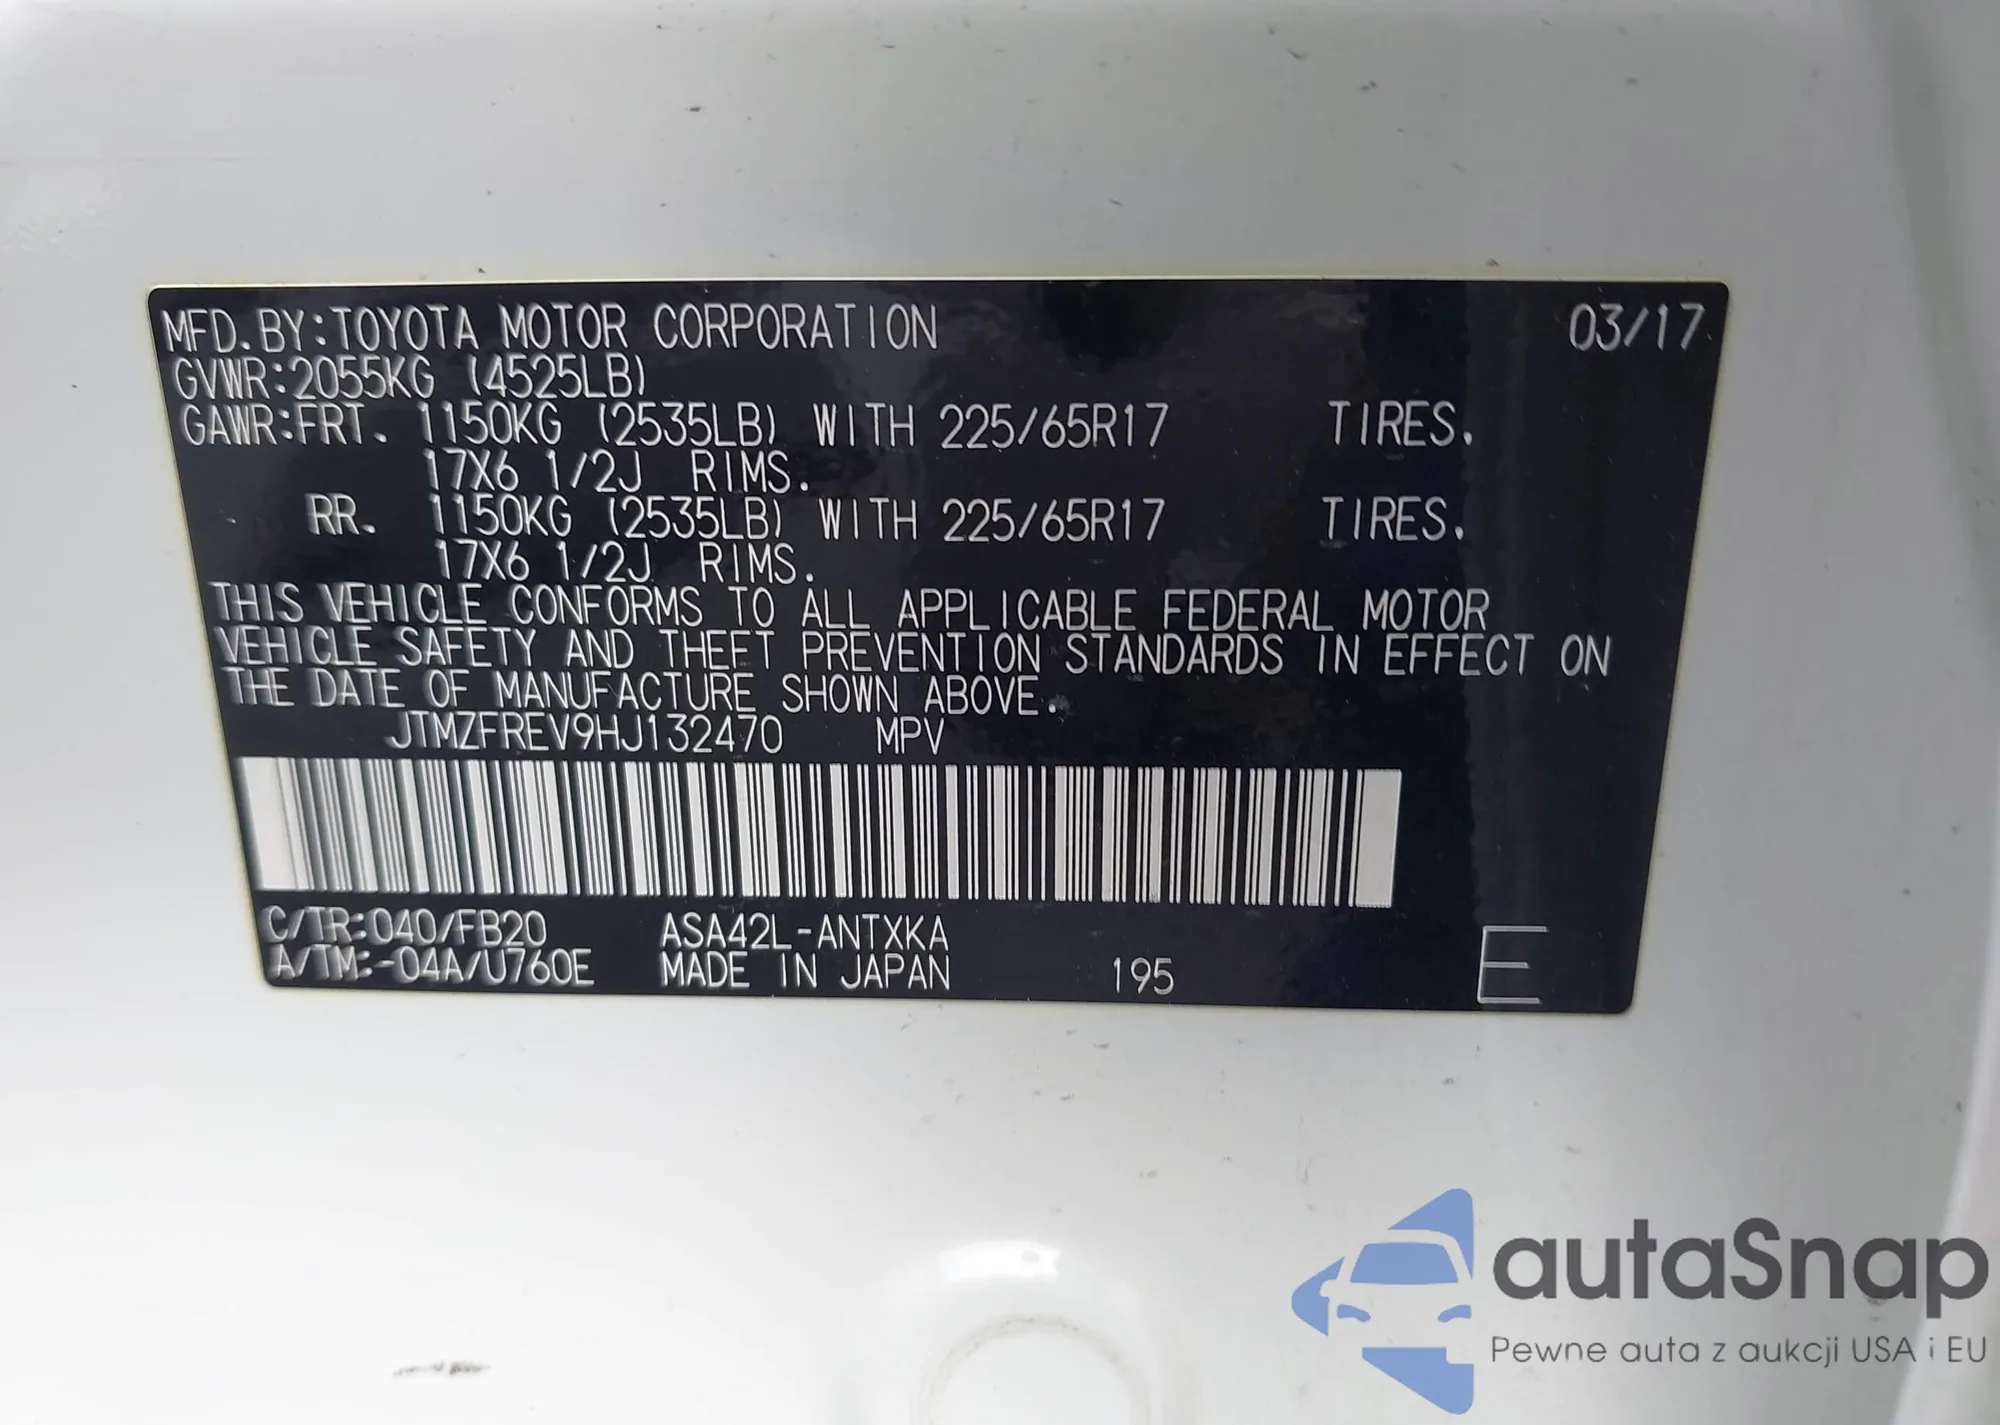 MFD.BY:TOYOTA MOTOR CORPORATION 03/17
GVWR:2055KG (4525LB)
GAWR:FRT. 1150KG (2535LB) WITH 225/65R17 TIRES.
17X6 1/2J RIMS.
RR. 1150KG (2535LB) WITH 225/65R17 TIRES.
17X6 1/2J RIMS.
THIS VEHICLE CONFORMS TO ALL APPLICABLE FEDERAL MOTOR
VEHICLE SAFETY AND THEFT PREVENTION STANDARDS IN EFFECT ON
THE DATE OF MANUFACTURE SHOWN ABOVE.
JTMZFREV9HJ132470 MPV
C/TR:040/FB20 ASA42L-ANTXKA
A/TM:-04A/U760E MADE IN JAPAN 195 E
autaSnap
Pewne auta z aukcji USA i EU